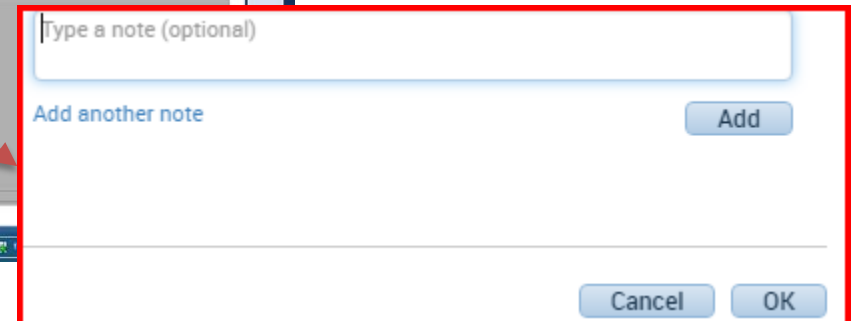 Type a note (optional)
Add another note
Add
Cancel
OK